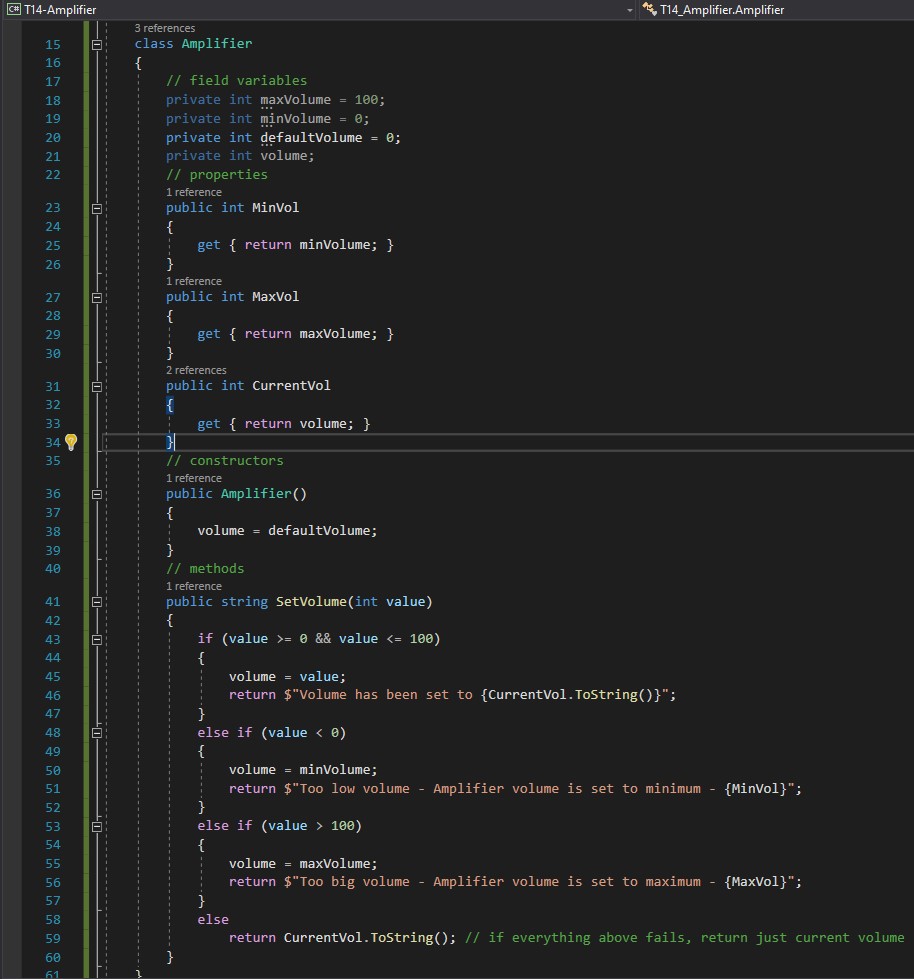 C# T14-Amplifier T14_Amplifier.Amplifier
3 references
15 class Amplifier
16 {
17 // field variables
18 private int maxVolume = 100;
19 private int minVolume = 0;
20 private int defaultVolume = 0;
21 private int volume;
22 // properties
1 reference
23 public int MinVol
24 {
25 get { return minVolume; }
26 }
1 reference
27 public int MaxVol
28 {
29 get { return maxVolume; }
30 }
2 references
31 public int CurrentVol
32 {
33 get { return volume; }
34 }
35 // constructors
1 reference
36 public Amplifier()
37 {
38 volume = defaultVolume;
39 }
40 // methods
1 reference
41 public string SetVolume(int value)
42 {
43 if (value >= 0 && value <= 100)
44 {
45 volume = value;
46 return $"Volume has been set to {CurrentVol.ToString()}";
47 }
48 else if (value < 0)
49 {
50 volume = minVolume;
51 return $"Too low volume - Amplifier volume is set to minimum - {MinVol}";
52 }
53 else if (value > 100)
54 {
55 volume = maxVolume;
56 return $"Too big volume - Amplifier volume is set to maximum - {MaxVol}";
57 }
58 else
59 return CurrentVol.ToString(); // if everything above fails, return just current volume
60 }
61 }